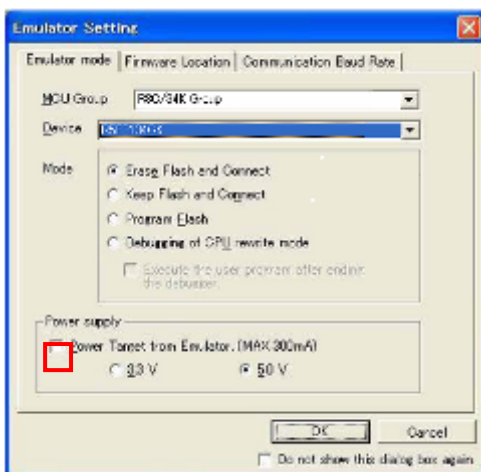 Emulator Setting
Emulator mode Firmware Location Communication Baud Rate
MCU Group R8C/34K Group
Device
Mode
Erase Flash and Connect
Keep Flash and Connect
Program Flash
Debugging of CPU rewrite mode
Execute the user program after ending
the debugger.
Power supply
Power Target from Emulator. (MAX 300mA)
3.3 V 5.0 V
OK Cancel
Do not show this dialog box again